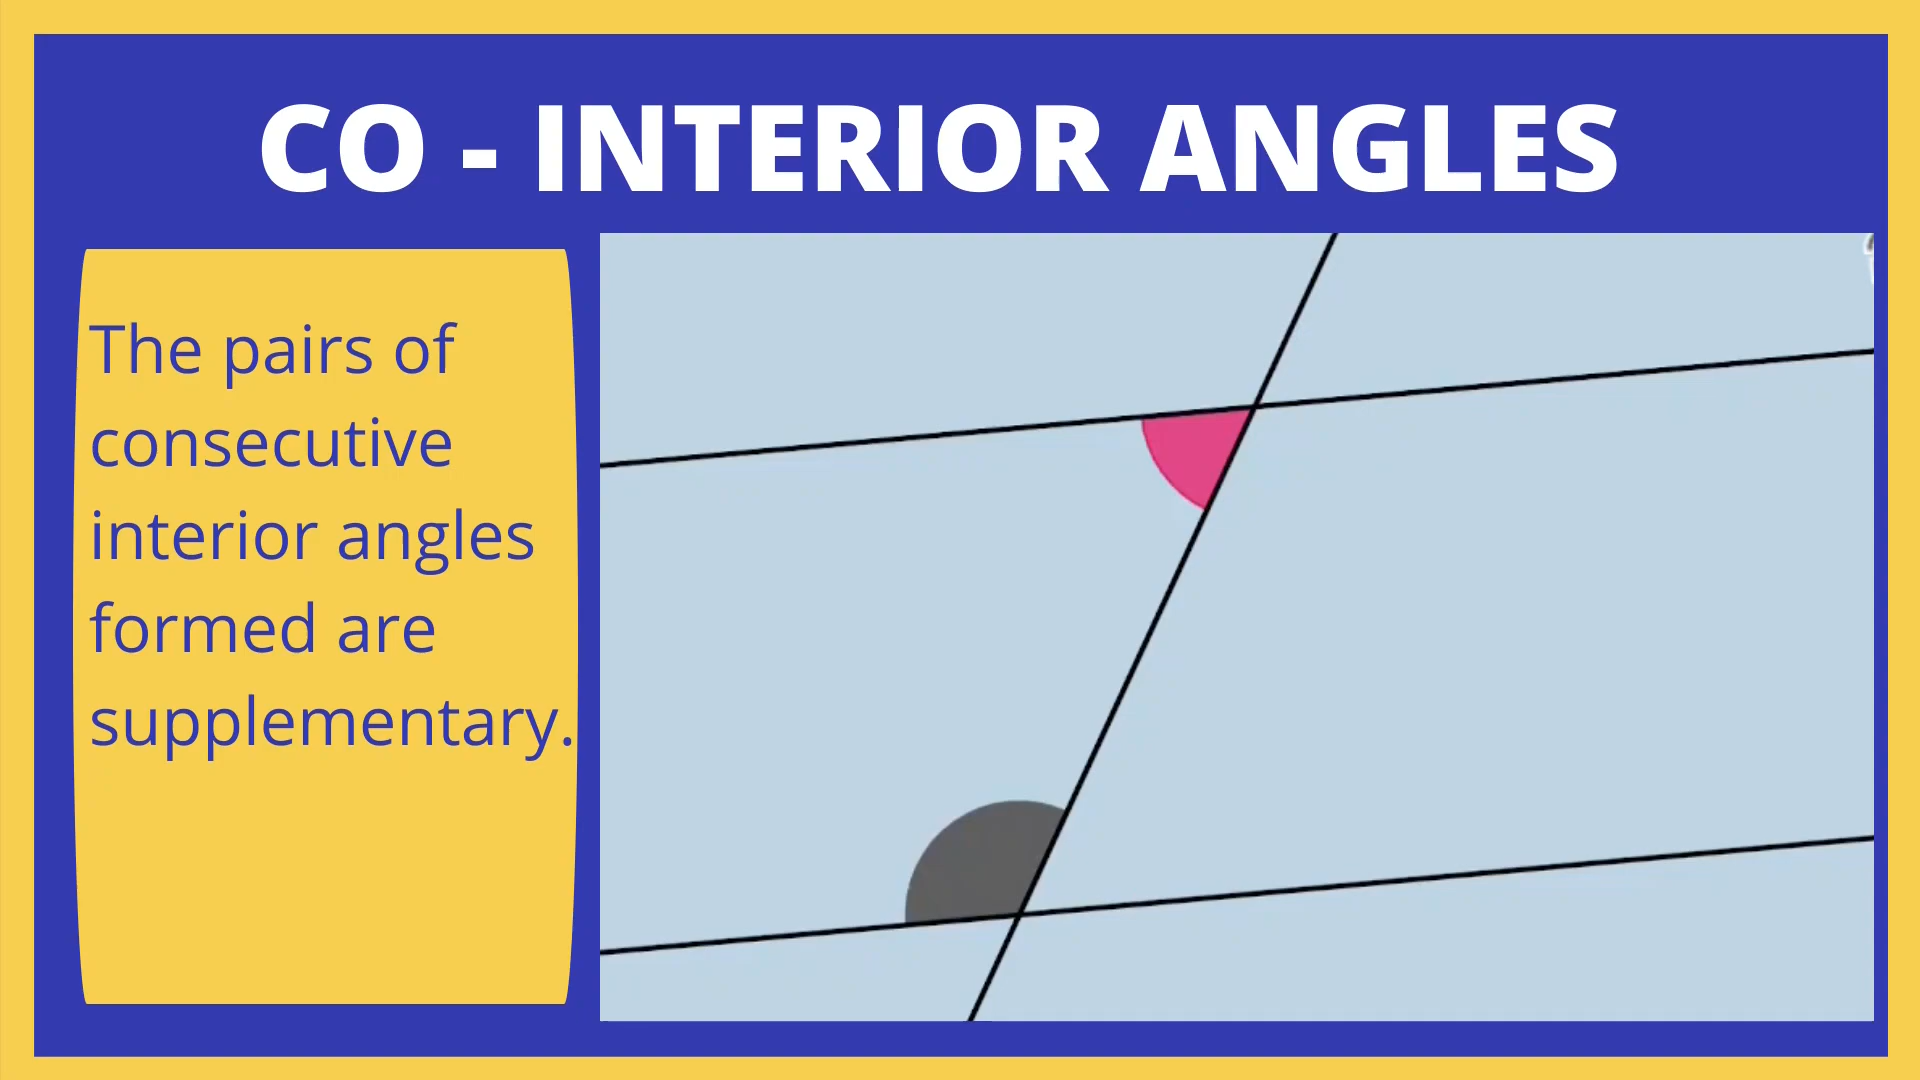 CO - INTERIOR ANGLES
The pairs of
consecutive
interior angles
formed are
supplementary.